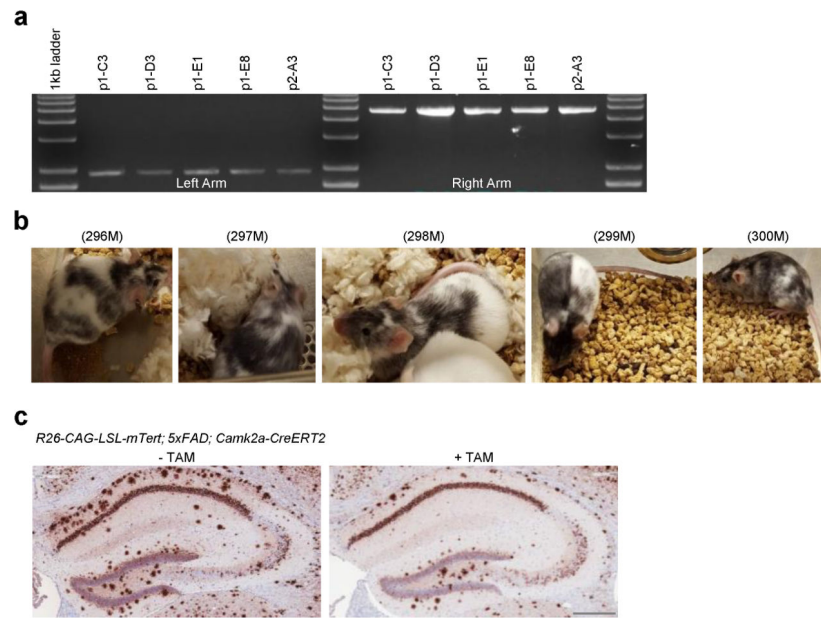 a
1kb ladder
p1-C3
p1-D3
p1-E1
p1-E8
p2-A3
p1-C3
p1-D3
p1-E1
p1-E8
p2-A3
Left Arm
Right Arm
b
(296M)
(297M)
(298M)
(299M)
(300M)
c
R26-CAG-LSL-mTert; 5xFAD; Camk2a-CreERT2
- TAM
+ TAM